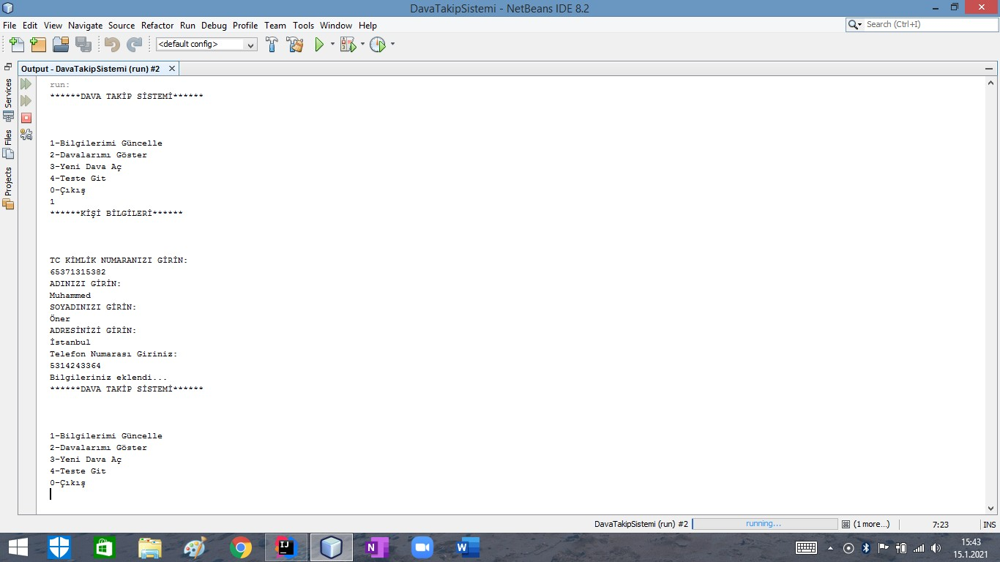 DavaTakipSistemi - NetBeans IDE 8.2
File Edit View Navigate Source Refactor Run Debug Profile Team Tools Window Help
Search (Ctrl+I)
<default config>
Output - DavaTakipSistemi (run) #2
Services
Files
Projects
run:
******DAVA TAKİP SİSTEMİ******
1-Bilgilerimi Güncelle
2-Davalarımı Göster
3-Yeni Dava Aç
4-Teste Git
0-Çıkış
1
******KİŞİ BİLGİLERİ******
TC KİMLİK NUMARANIZI GİRİN:
65371315382
ADINIZI GİRİN:
Muhammed
SOYADINIZI GİRİN:
Öner
ADRESİNİZİ GİRİN:
İstanbul
Telefon Numarası Giriniz:
5314243364
Bilgileriniz eklendi...
******DAVA TAKİP SİSTEMİ******
1-Bilgilerimi Güncelle
2-Davalarımı Göster
3-Yeni Dava Aç
4-Teste Git
0-Çıkış
DavaTakipSistemi (run) #2 running... (1 more...) 7:23 INS
15:43
15.1.2021